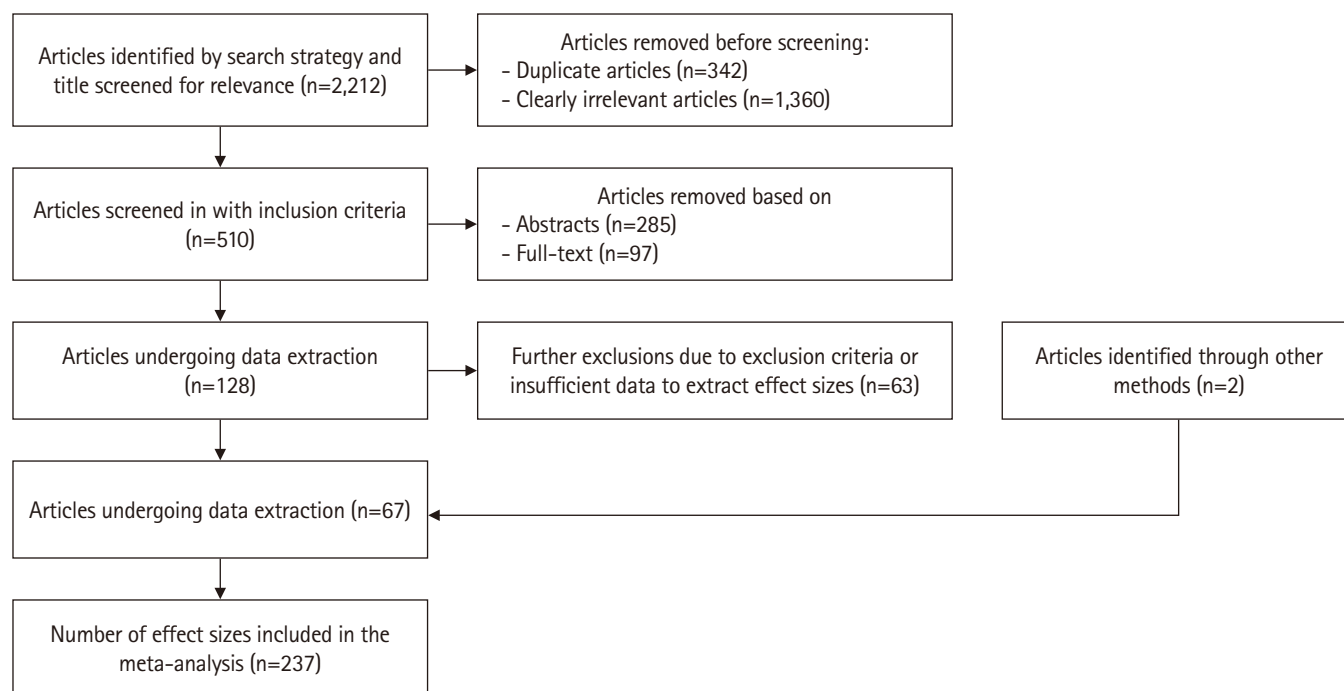 Articles identified by search strategy and
title screened for relevance (n=2,212)
Articles removed before screening:
- Duplicate articles (n=342)
- Clearly irrelevant articles (n=1,360)
Articles screened in with inclusion criteria
(n=510)
Articles removed based on
- Abstracts (n=285)
- Full-text (n=97)
Articles undergoing data extraction
(n=128)
Further exclusions due to exclusion criteria or
insufficient data to extract effect sizes (n=63)
Articles identified through other
methods (n=2)
Articles undergoing data extraction (n=67)
Number of effect sizes included in the
meta-analysis (n=237)